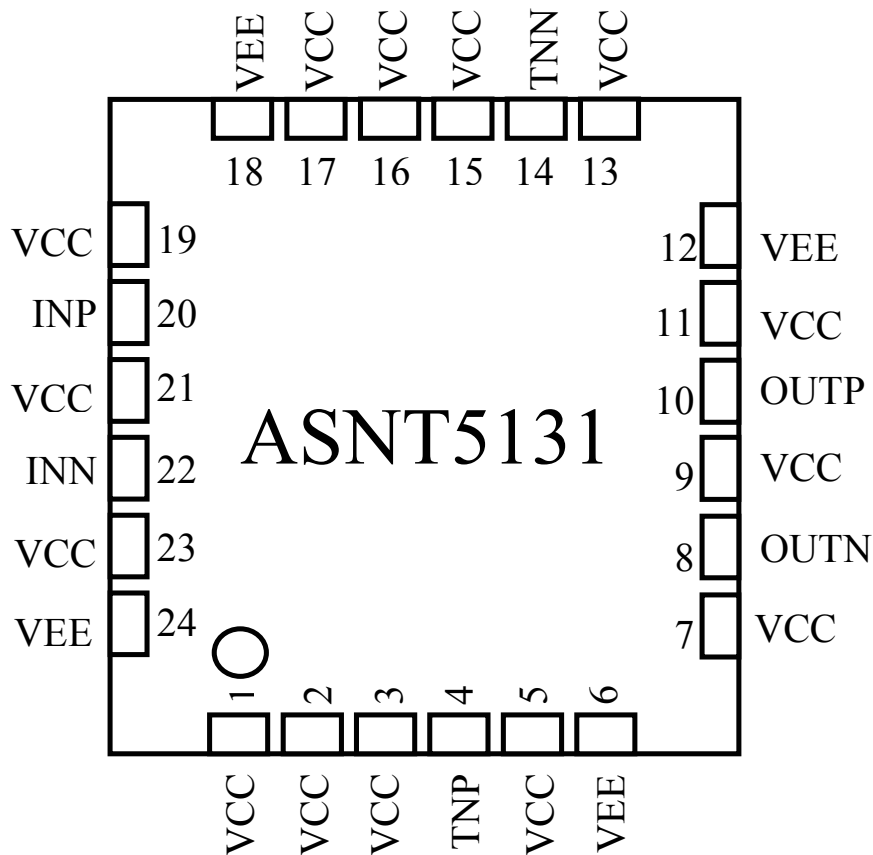 VEE VCC VCC VCC TNN VCC
18 17 16 15 14 13
VCC 19 12 VEE
INP 20 11 VCC
VCC 21 10 OUTP
ASNT5131
INN 22 9 VCC
VCC 23 8 OUTN
VEE 24 7 VCC
1 2 3 4 5 6
VCC VCC VCC TNP VCC VEE